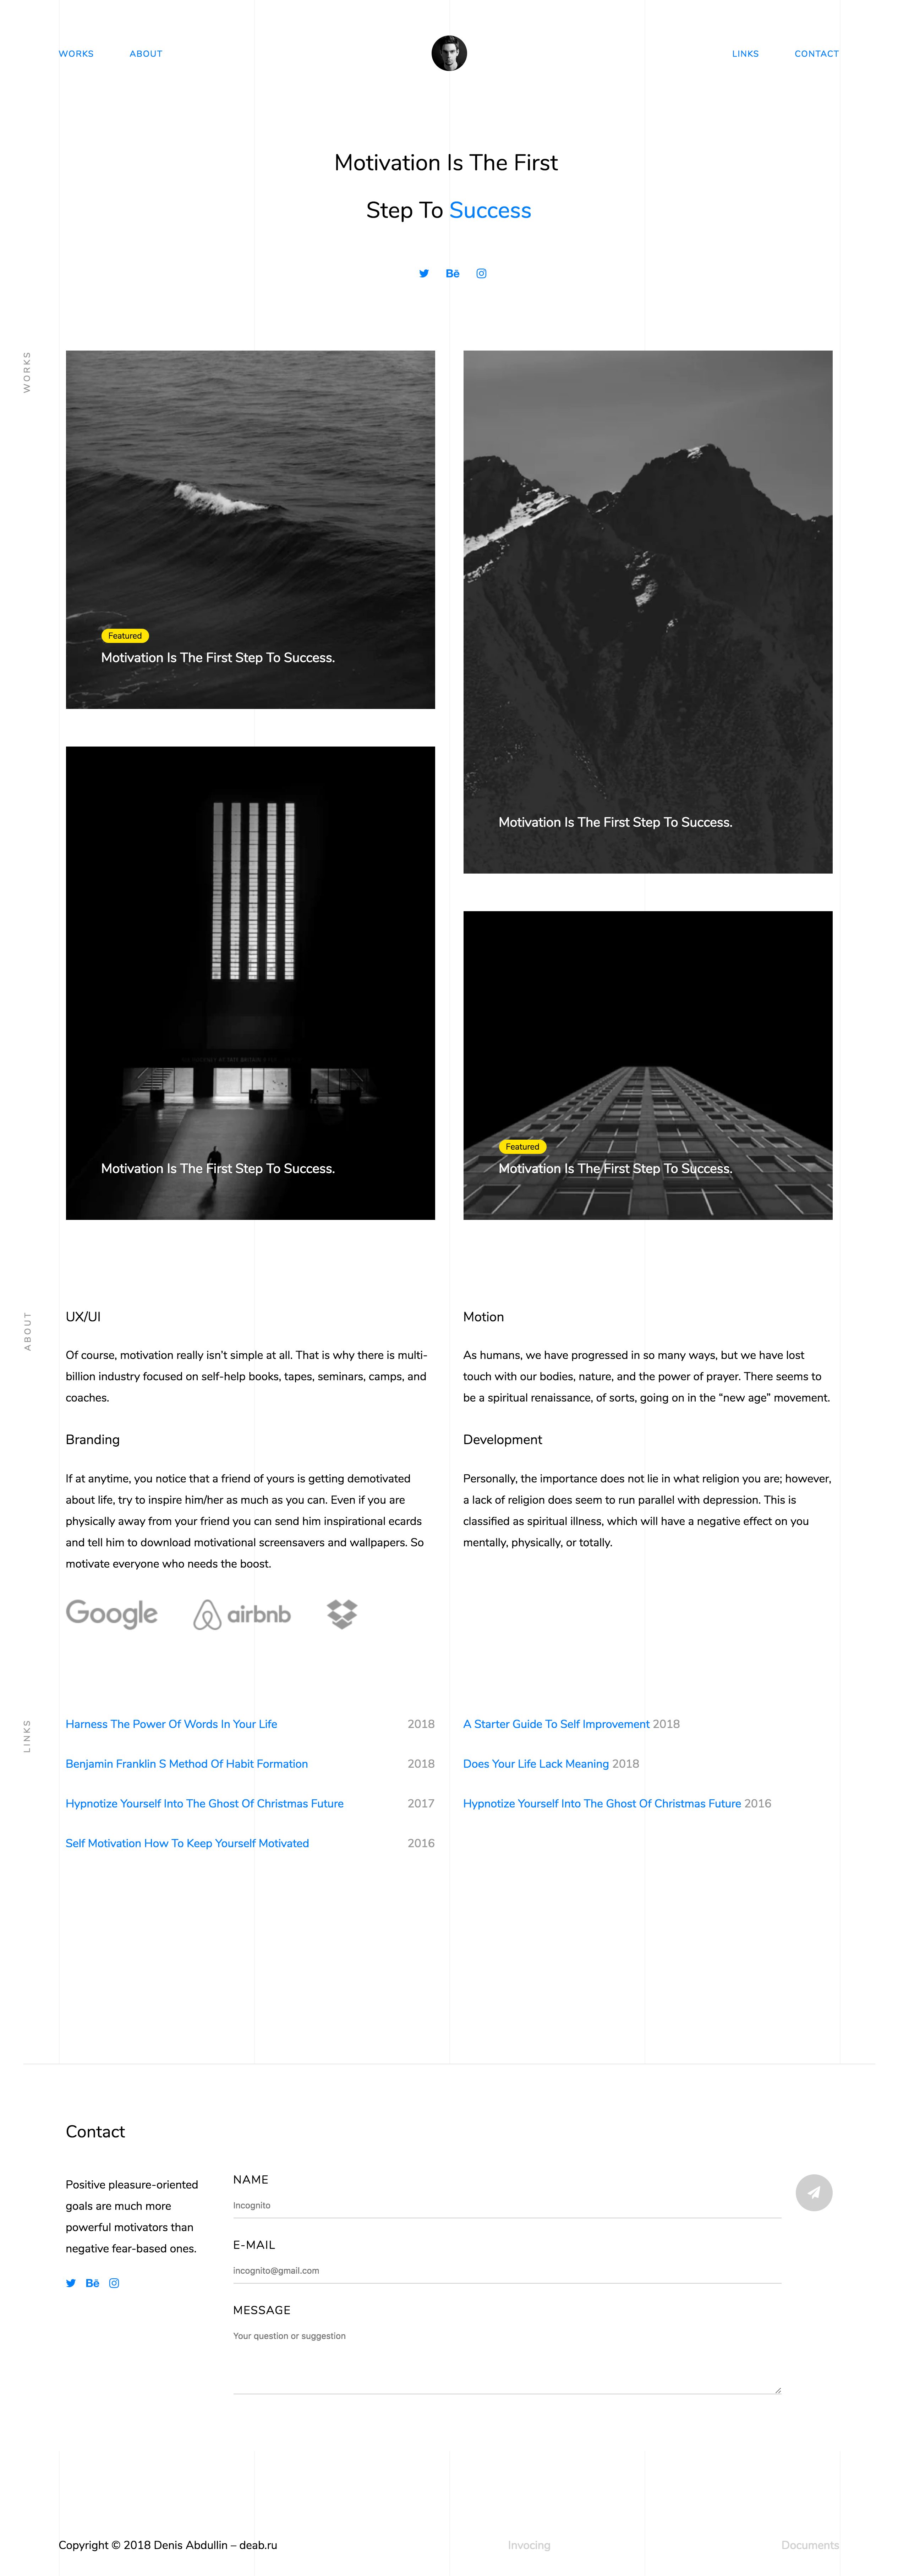 WORKS
ABOUT
LINKS
CONTACT
Motivation Is The First
Step To Success
Bē
WORKS
Featured
Motivation Is The First Step To Success.
Motivation Is The First Step To Success.
Motivation Is The First Step To Success.
Featured
Motivation Is The First Step To Success.
ABOUT
UX/UI
Of course, motivation really isn’t simple at all. That is why there is multi-
billion industry focused on self-help books, tapes, seminars, camps, and
coaches.
Motion
As humans, we have progressed in so many ways, but we have lost
touch with our bodies, nature, and the power of prayer. There seems to
be a spiritual renaissance, of sorts, going on in the “new age” movement.
Branding
If at anytime, you notice that a friend of yours is getting demotivated
about life, try to inspire him/her as much as you can. Even if you are
physically away from your friend you can send him inspirational ecards
and tell him to download motivational screensavers and wallpapers. So
motivate everyone who needs the boost.
Development
Personally, the importance does not lie in what religion you are; however,
a lack of religion does seem to run parallel with depression. This is
classified as spiritual illness, which will have a negative effect on you
mentally, physically, or totally.
Google
airbnb
LINKS
Harness The Power Of Words In Your Life 2018
Benjamin Franklin S Method Of Habit Formation 2018
Hypnotize Yourself Into The Ghost Of Christmas Future 2017
Self Motivation How To Keep Yourself Motivated 2016
A Starter Guide To Self Improvement 2018
Does Your Life Lack Meaning 2018
Hypnotize Yourself Into The Ghost Of Christmas Future 2016
Contact
Positive pleasure-oriented
goals are much more
powerful motivators than
negative fear-based ones.
Bē
NAME
Incognito
E-MAIL
incognito@gmail.com
MESSAGE
Your question or suggestion
Copyright © 2018 Denis Abdullin – deab.ru
Invocing
Documents